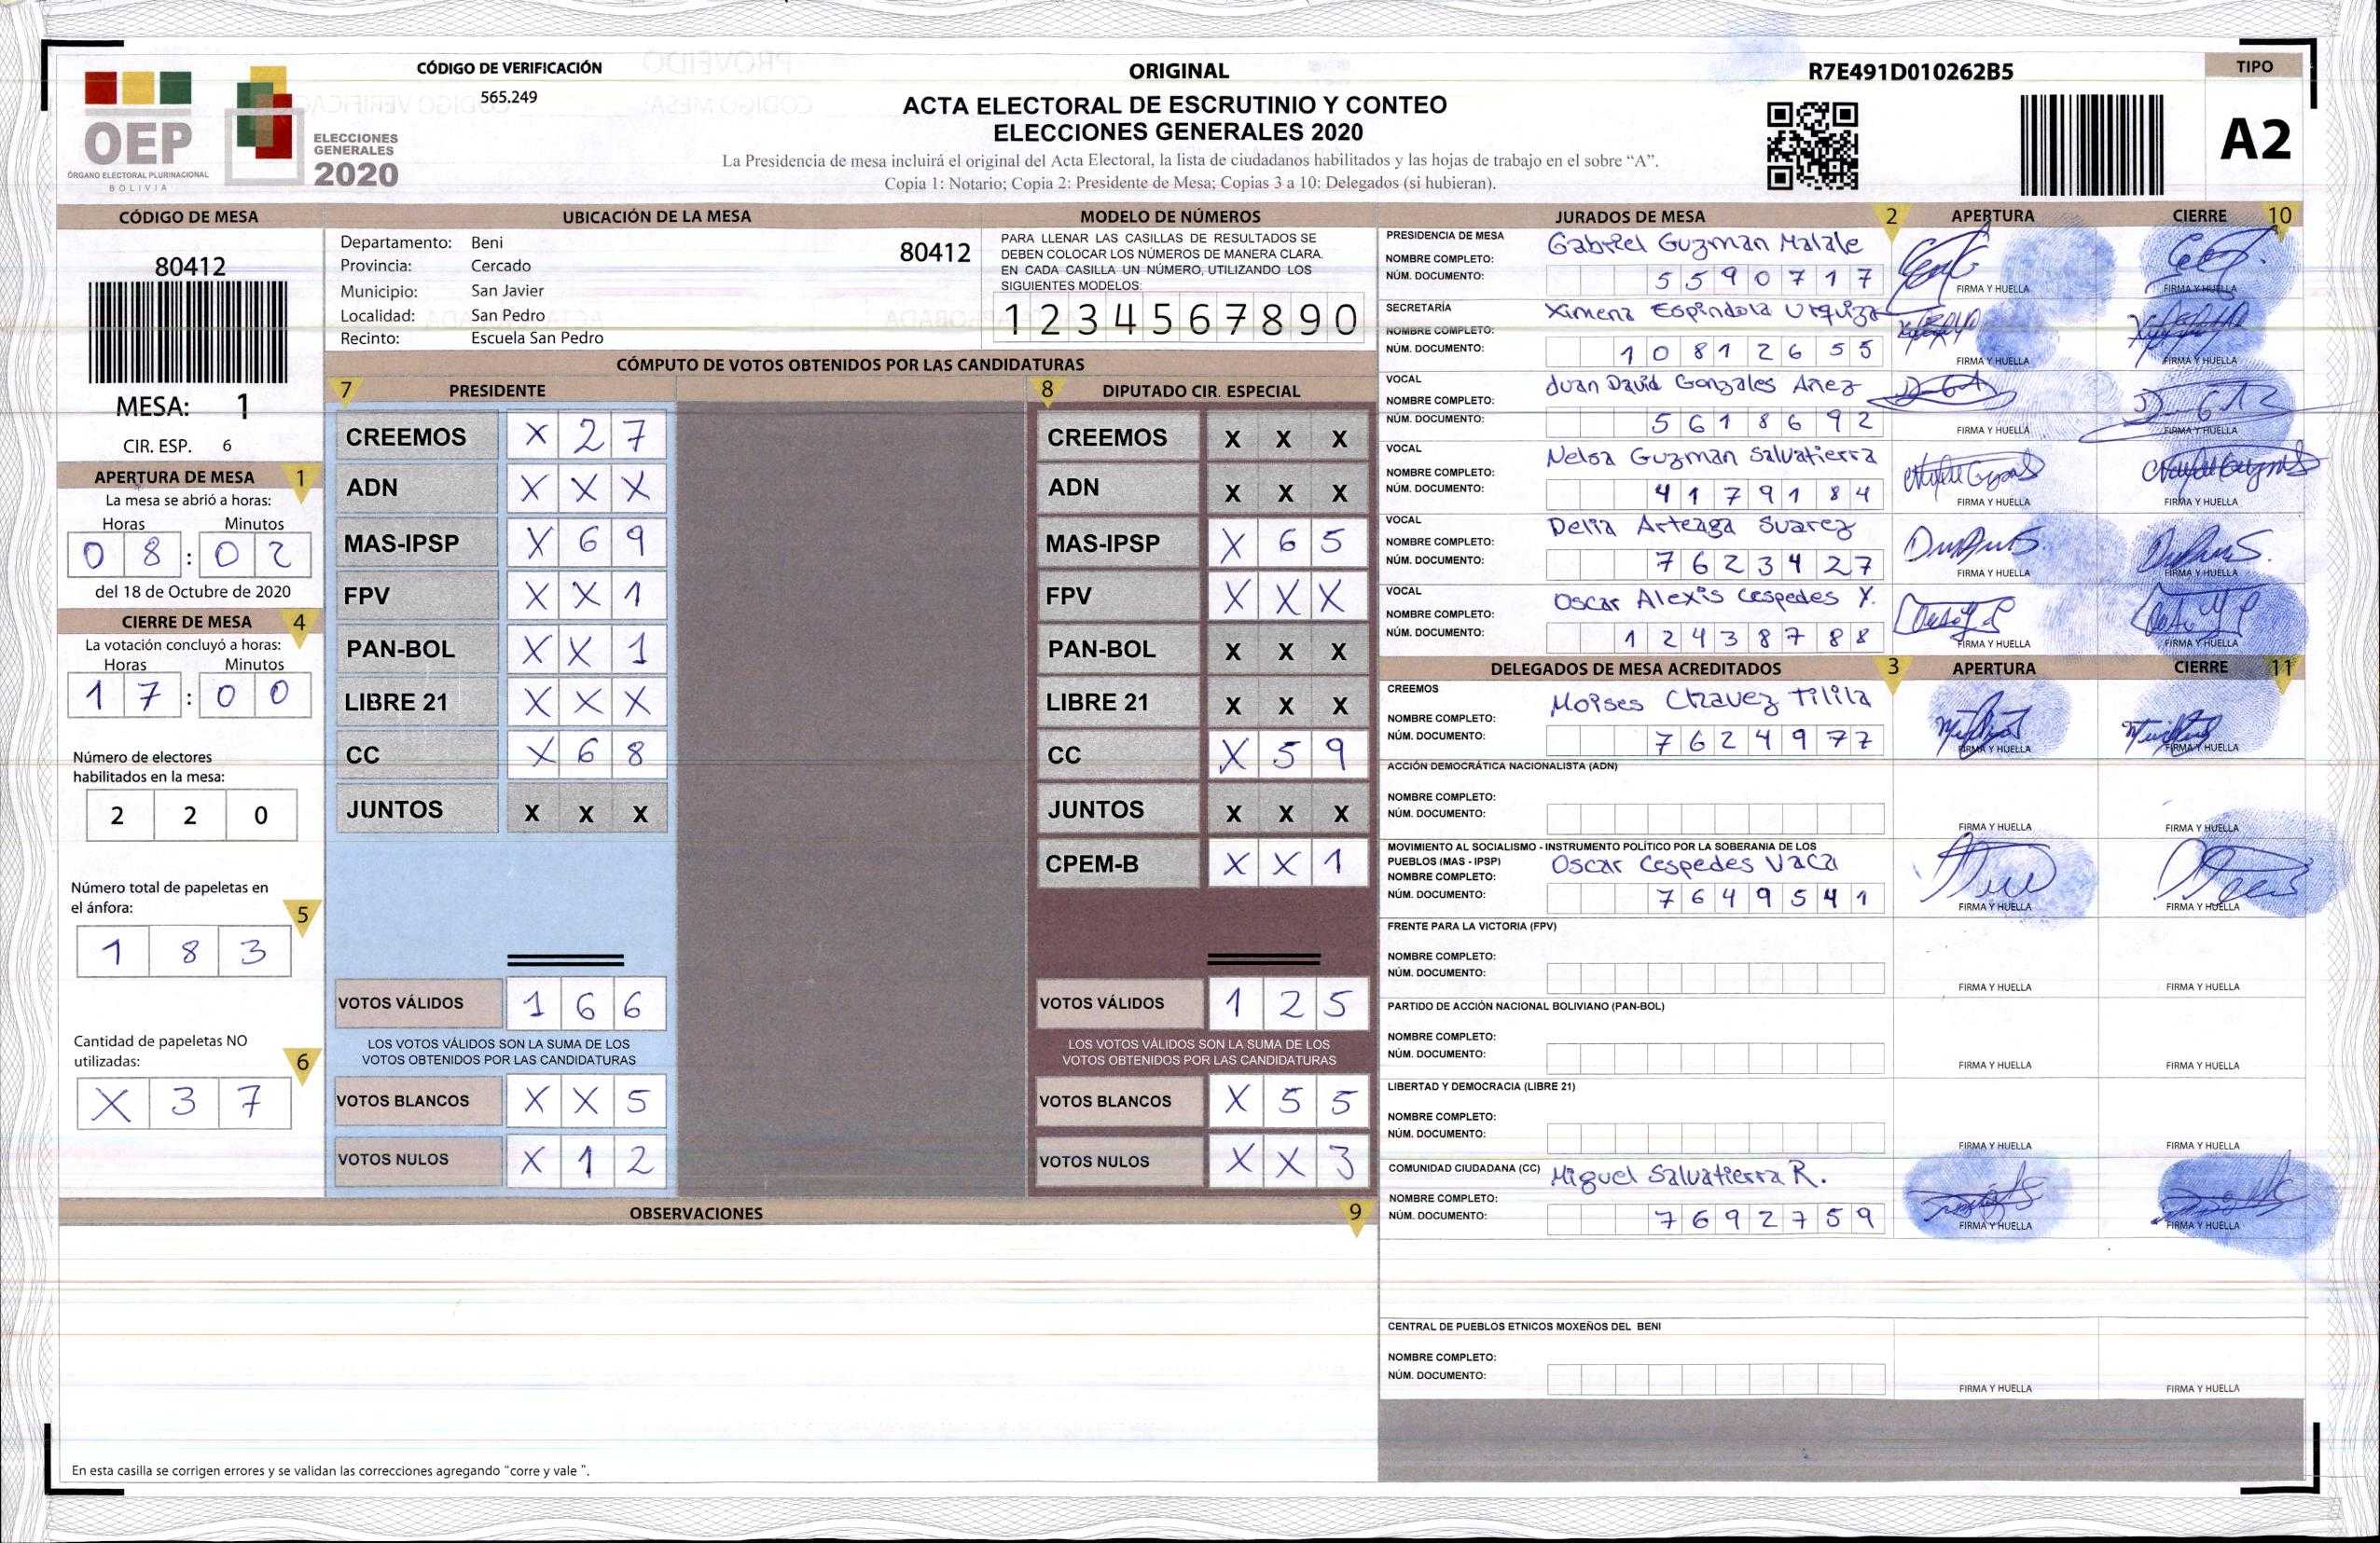 CÓDIGO DE VERIFICACIÓN
565.249
ORIGINAL
ACTA ELECTORAL DE ESCRUTINIO Y CONTEO
ELECCIONES GENERALES 2020
La Presidencia de mesa incluirá el original del Acta Electoral, la lista de ciudadanos habilitados y las hojas de trabajo en el sobre “A”.
Copia 1: Notario; Copia 2: Presidente de Mesa; Copias 3 a 10: Delegados (si hubieran).
R7E491D010262B5
TIPO
A2
OEP
ÓRGANO ELECTORAL PLURINACIONAL
BOLIVIA
ELECCIONES
GENERALES
2020
CÓDIGO DE MESA
80412
MESA: 1
CIR. ESP. 6
APERTURA DE MESA 1
La mesa se abrió a horas:
Horas Minutos
0 8 : 0 2
del 18 de Octubre de 2020
CIERRE DE MESA 4
La votación concluyó a horas:
Horas Minutos
1 7 : 0 0
Número de electores
habilitados en la mesa:
2 2 0
Número total de papeletas en
el ánfora: 5
1 8 3
Cantidad de papeletas NO
utilizadas: 6
X 3 7
UBICACIÓN DE LA MESA
Departamento: Beni 80412
Provincia: Cercado
Municipio: San Javier
Localidad: San Pedro
Recinto: Escuela San Pedro
MODELO DE NÚMEROS
PARA LLENAR LAS CASILLAS DE RESULTADOS SE
DEBEN COLOCAR LOS NÚMEROS DE MANERA CLARA.
EN CADA CASILLA UN NÚMERO, UTILIZANDO LOS
SIGUIENTES MODELOS:
1 2 3 4 5 6 7 8 9 0
CÓMPUTO DE VOTOS OBTENIDOS POR LAS CANDIDATURAS
7 PRESIDENTE
CREEMOS X 2 7
ADN X X X
MAS-IPSP X 6 9
FPV X X 1
PAN-BOL X X 1
LIBRE 21 X X X
CC X 6 8
JUNTOS X X X
VOTOS VÁLIDOS 1 6 6
LOS VOTOS VÁLIDOS SON LA SUMA DE LOS
VOTOS OBTENIDOS POR LAS CANDIDATURAS
VOTOS BLANCOS X X 5
VOTOS NULOS X 1 2
8 DIPUTADO CIR. ESPECIAL
CREEMOS X X X
ADN X X X
MAS-IPSP X 6 5
FPV X X X
PAN-BOL X X X
LIBRE 21 X X X
CC X 5 9
JUNTOS X X X
CPEM-B X X 1
VOTOS VÁLIDOS 1 2 5
LOS VOTOS VÁLIDOS SON LA SUMA DE LOS
VOTOS OBTENIDOS POR LAS CANDIDATURAS
VOTOS BLANCOS X 5 5
VOTOS NULOS X X 3
OBSERVACIONES 9
En esta casilla se corrigen errores y se validan las correcciones agregando “corre y vale ”.
JURADOS DE MESA 2 APERTURA CIERRE 10
PRESIDENCIA DE MESA
NOMBRE COMPLETO: Gabriel Guzman Malale
NÚM. DOCUMENTO: 5 5 9 0 7 1 7
FIRMA Y HUELLA FIRMA Y HUELLA
SECRETARÍA
NOMBRE COMPLETO: Ximena Espindola Urquiza
NÚM. DOCUMENTO: 1 0 8 1 2 6 5 5
FIRMA Y HUELLA FIRMA Y HUELLA
VOCAL
NOMBRE COMPLETO: Juan David Gonzales Añez
NÚM. DOCUMENTO: 5 6 1 8 6 9 2
FIRMA Y HUELLA FIRMA Y HUELLA
VOCAL
NOMBRE COMPLETO: Nelsa Guzman Salvatierra
NÚM. DOCUMENTO: 4 1 7 9 1 8 4
FIRMA Y HUELLA FIRMA Y HUELLA
VOCAL
NOMBRE COMPLETO: Delia Arteaga Suarez
NÚM. DOCUMENTO: 7 6 2 3 4 2 7
FIRMA Y HUELLA FIRMA Y HUELLA
VOCAL
NOMBRE COMPLETO: Oscar Alexis Cespedes Y.
NÚM. DOCUMENTO: 1 2 4 3 8 7 8 8
FIRMA Y HUELLA FIRMA Y HUELLA
DELEGADOS DE MESA ACREDITADOS 3 APERTURA CIERRE 11
CREEMOS
NOMBRE COMPLETO: Moises Chavez Tilila
NÚM. DOCUMENTO: 7 6 2 4 9 7 7
FIRMA Y HUELLA FIRMA Y HUELLA
ACCIÓN DEMOCRÁTICA NACIONALISTA (ADN)
NOMBRE COMPLETO:
NÚM. DOCUMENTO:
FIRMA Y HUELLA FIRMA Y HUELLA
MOVIMIENTO AL SOCIALISMO - INSTRUMENTO POLÍTICO POR LA SOBERANIA DE LOS
PUEBLOS (MAS - IPSP)
NOMBRE COMPLETO: Oscar Cespedes Vaca
NÚM. DOCUMENTO: 7 6 4 9 5 4 1
FIRMA Y HUELLA FIRMA Y HUELLA
FRENTE PARA LA VICTORIA (FPV)
NOMBRE COMPLETO:
NÚM. DOCUMENTO:
FIRMA Y HUELLA FIRMA Y HUELLA
PARTIDO DE ACCIÓN NACIONAL BOLIVIANO (PAN-BOL)
NOMBRE COMPLETO:
NÚM. DOCUMENTO:
FIRMA Y HUELLA FIRMA Y HUELLA
LIBERTAD Y DEMOCRACIA (LIBRE 21)
NOMBRE COMPLETO:
NÚM. DOCUMENTO:
FIRMA Y HUELLA FIRMA Y HUELLA
COMUNIDAD CIUDADANA (CC)
NOMBRE COMPLETO: Miguel Salvatierra R.
NÚM. DOCUMENTO: 7 6 9 2 7 5 9
FIRMA Y HUELLA FIRMA Y HUELLA
CENTRAL DE PUEBLOS ETNICOS MOXEÑOS DEL BENI
NOMBRE COMPLETO:
NÚM. DOCUMENTO:
FIRMA Y HUELLA FIRMA Y HUELLA